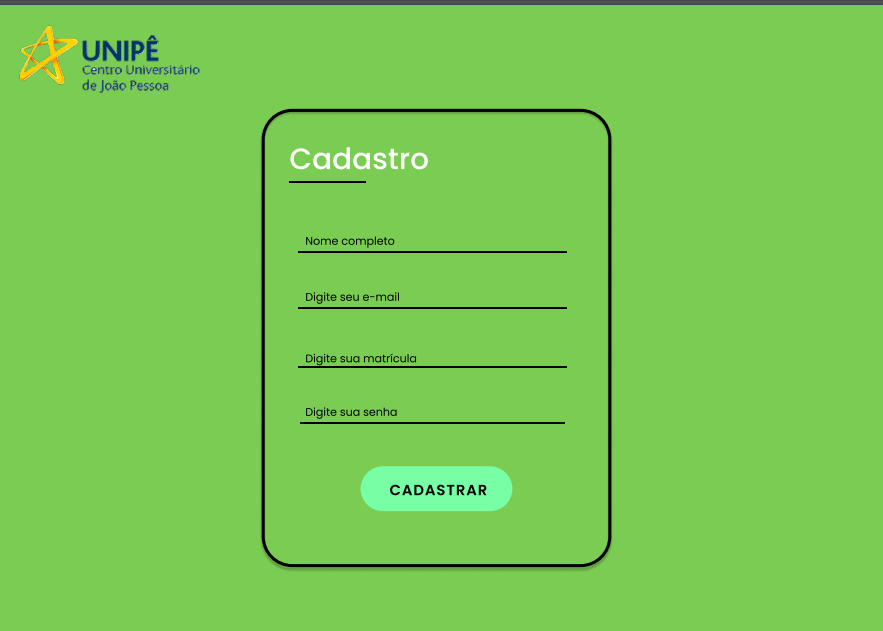 UNIPÊ
Centro Universitário
de João Pessoa
Cadastro
Nome completo
Digite seu e-mail
Digite sua matrícula
Digite sua senha
CADASTRAR